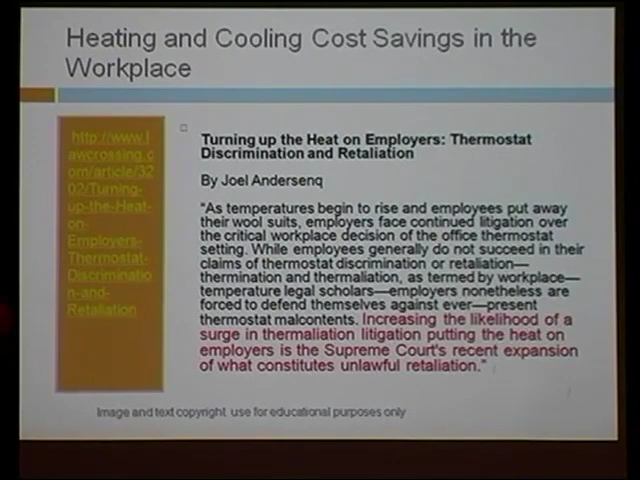 Heating and Cooling Cost Savings in the
Workplace
http://www.l
awcrossing.c
om/article/32
02/Turning-
up-the-Heat-
on-
Employers-
Thermostat-
Discriminatio
n-and-
Retaliation
Turning up the Heat on Employers: Thermostat
Discrimination and Retaliation
By Joel Andersenq
“As temperatures begin to rise and employees put away
their wool suits, employers face continued litigation over
the critical workplace decision of the office thermostat
setting. While employees generally do not succeed in their
claims of thermostat discrimination or retaliation—
thermination and thermaliation, as termed by workplace—
temperature legal scholars—employers nonetheless are
forced to defend themselves against ever—present
thermostat malcontents. Increasing the likelihood of a
surge in thermaliation litigation putting the heat on
employers is the Supreme Court's recent expansion
of what constitutes unlawful retaliation.”
Image and text copyright use for educational purposes only